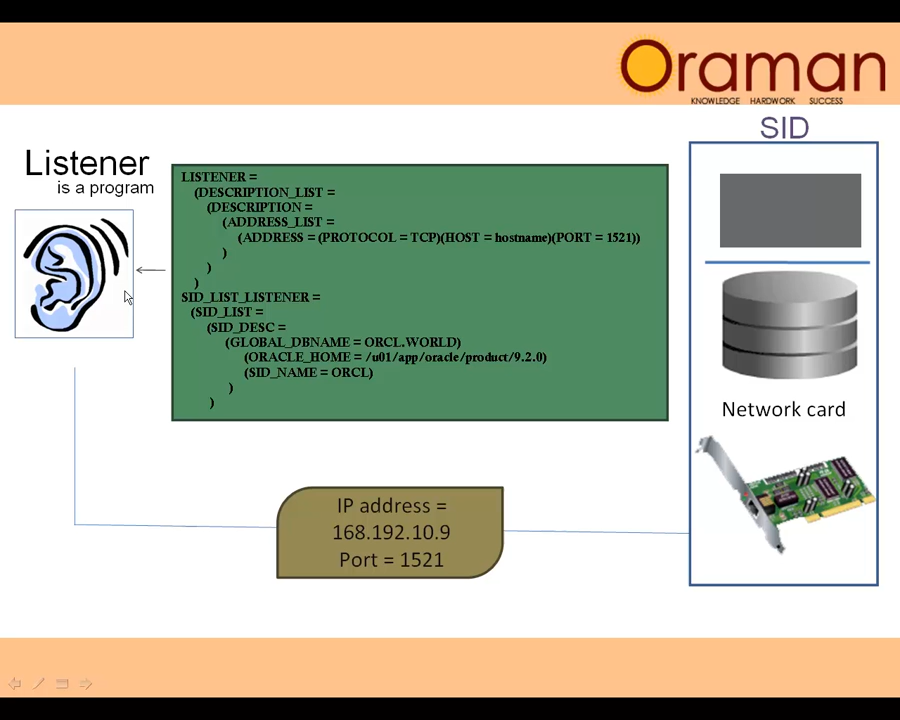 Oraman
KNOWLEDGE HARDWORK SUCCESS
SID
Listener
is a program
LISTENER =
(DESCRIPTION_LIST =
(DESCRIPTION =
(ADDRESS_LIST =
(ADDRESS = (PROTOCOL = TCP)(HOST = hostname)(PORT = 1521))
)
)
)
SID_LIST_LISTENER =
(SID_LIST =
(SID_DESC =
(GLOBAL_DBNAME = ORCL.WORLD)
(ORACLE_HOME = /u01/app/oracle/product/9.2.0)
(SID_NAME = ORCL)
)
)
Network card
IP address =
168.192.10.9
Port = 1521